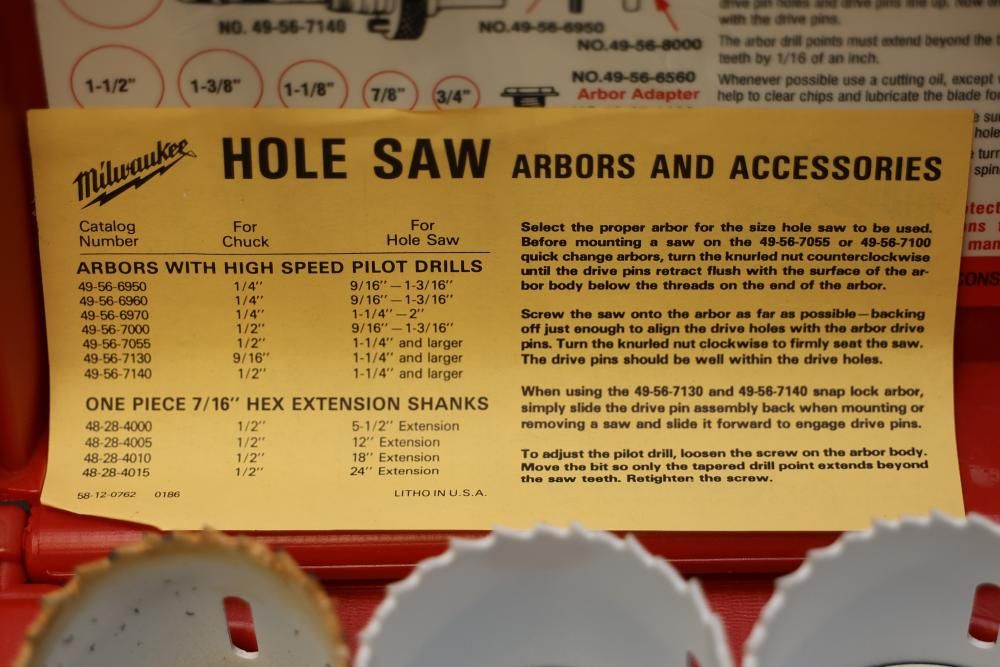 drive pin holes and drive pins line up. Now
with the drive pins.
NO. 49-56-7140
NO.49-56-6950
NO.49-56-8000
The arbor drill points must extend beyond the
teeth by 1/16 of an inch.
1-1/2" 1-3/8" 1-1/8" 7/8" 3/4"
NO.49-56-6560
Arbor Adapter
Whenever possible use a cutting oil, except
help to clear chips and lubricate the blade
Milwaukee
HOLE SAW ARBORS AND ACCESSORIES
Catalog Number For Chuck For Hole Saw
ARBORS WITH HIGH SPEED PILOT DRILLS
49-56-6950 1/4" 9/16"—1-3/16"
49-56-6960 1/4" 9/16"—1-3/16"
49-56-6970 1/4" 1-1/4"—2"
49-56-7000 1/2" 9/16"—1-3/16"
49-56-7055 1/2" 1-1/4" and larger
49-56-7130 9/16" 1-1/4" and larger
49-56-7140 1/2" 1-1/4" and larger
ONE PIECE 7/16" HEX EXTENSION SHANKS
48-28-4000 1/2" 5-1/2" Extension
48-28-4005 1/2" 12" Extension
48-28-4010 1/2" 18" Extension
48-28-4015 1/2" 24" Extension
58-12-0762 0186 LITHO IN U.S.A.
Select the proper arbor for the size hole saw to be used.
Before mounting a saw on the 49-56-7055 or 49-56-7100
quick change arbors, turn the knurled nut counterclockwise
until the drive pins retract flush with the surface of the ar-
bor body below the threads on the end of the arbor.
Screw the saw onto the arbor as far as possible—backing
off just enough to align the drive holes with the arbor drive
pins. Turn the knurled nut clockwise to firmly seat the saw.
The drive pins should be well within the drive holes.
When using the 49-56-7130 and 49-56-7140 snap lock arbor,
simply slide the drive pin assembly back when mounting or
removing a saw and slide it forward to engage drive pins.
To adjust the pilot drill, loosen the screw on the arbor body.
Move the bit so only the tapered drill point extends beyond
the saw teeth. Retighten the screw.